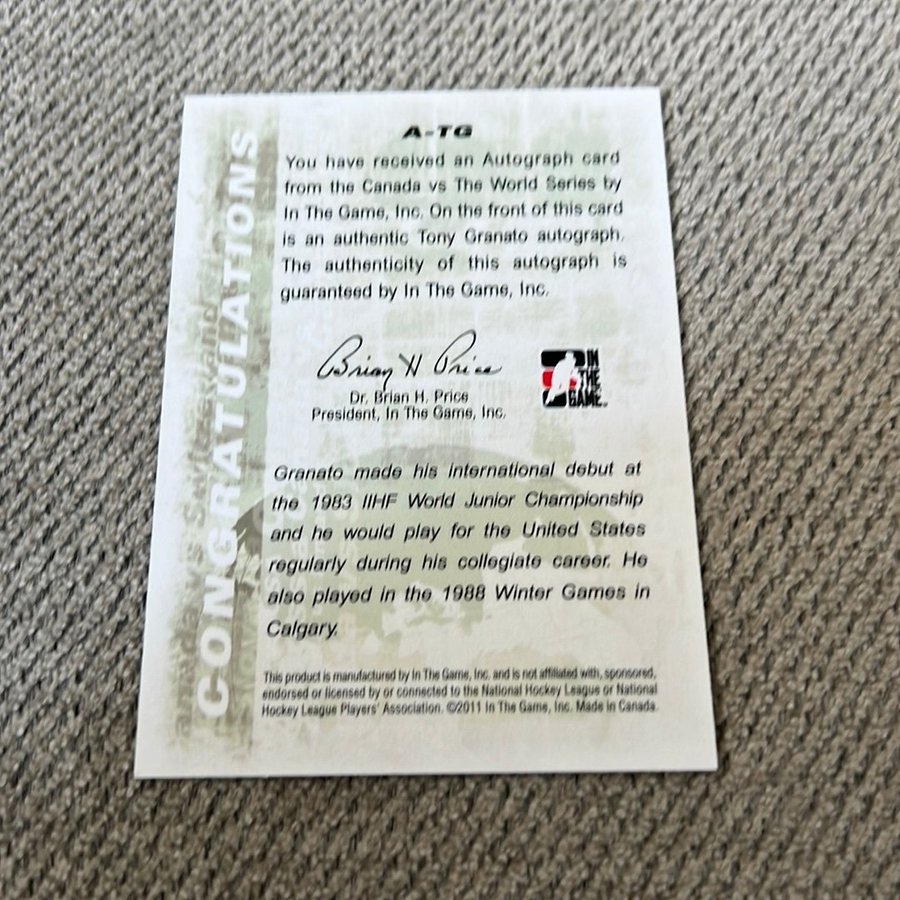 A-TG
CONGRATULATIONS
You have received an Autograph card
from the Canada vs The World Series by
In The Game, Inc. On the front of this card
is an authentic Tony Granato autograph.
The authenticity of this autograph is
guaranteed by In The Game, Inc.
Brian H Price
IN
THE
GAME
Dr. Brian H. Price
President, In The Game, Inc.
Granato made his international debut at
the 1983 IIHF World Junior Championship
and he would play for the United States
regularly during his collegiate career. He
also played in the 1988 Winter Games in
Calgary.
This product is manufactured by In The Game, Inc. and is not affiliated with, sponsored,
endorsed or licensed by or connected to the National Hockey League or National
Hockey League Players' Association. ©2011 In The Game, Inc. Made in Canada.